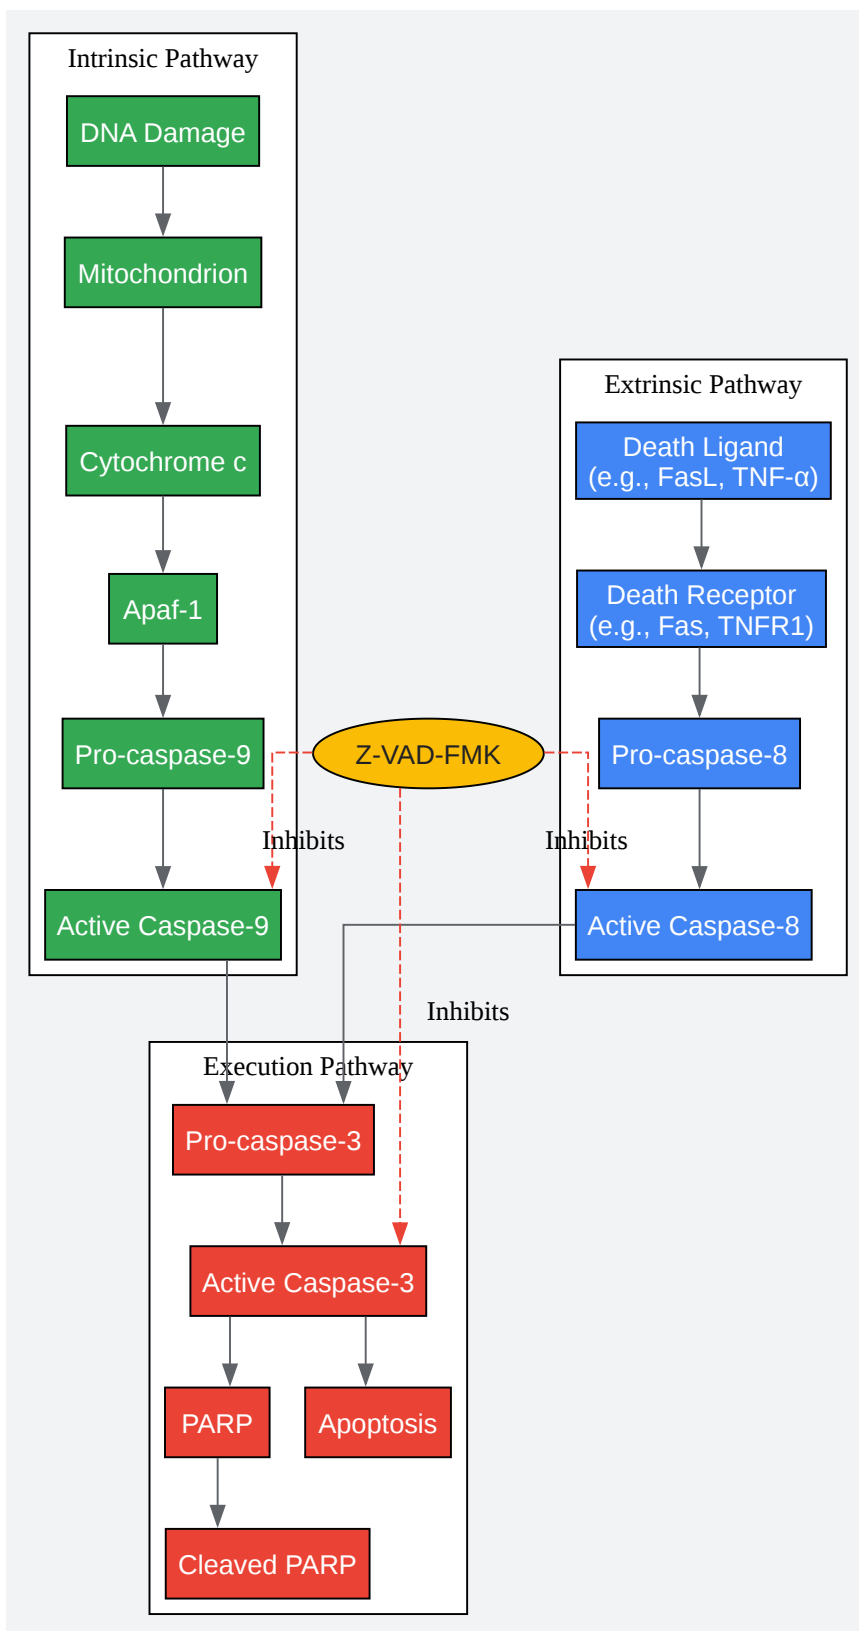 Intrinsic Pathway
DNA Damage
Mitochondrion
Cytochrome c
Apaf-1
Pro-caspase-9
Active Caspase-9
Extrinsic Pathway
Death Ligand
(e.g., FasL, TNF-α)
Death Receptor
(e.g., Fas, TNFR1)
Pro-caspase-8
Active Caspase-8
Z-VAD-FMK
Inhibits
Inhibits
Inhibits
Execution Pathway
Pro-caspase-3
Active Caspase-3
PARP
Apoptosis
Cleaved PARP